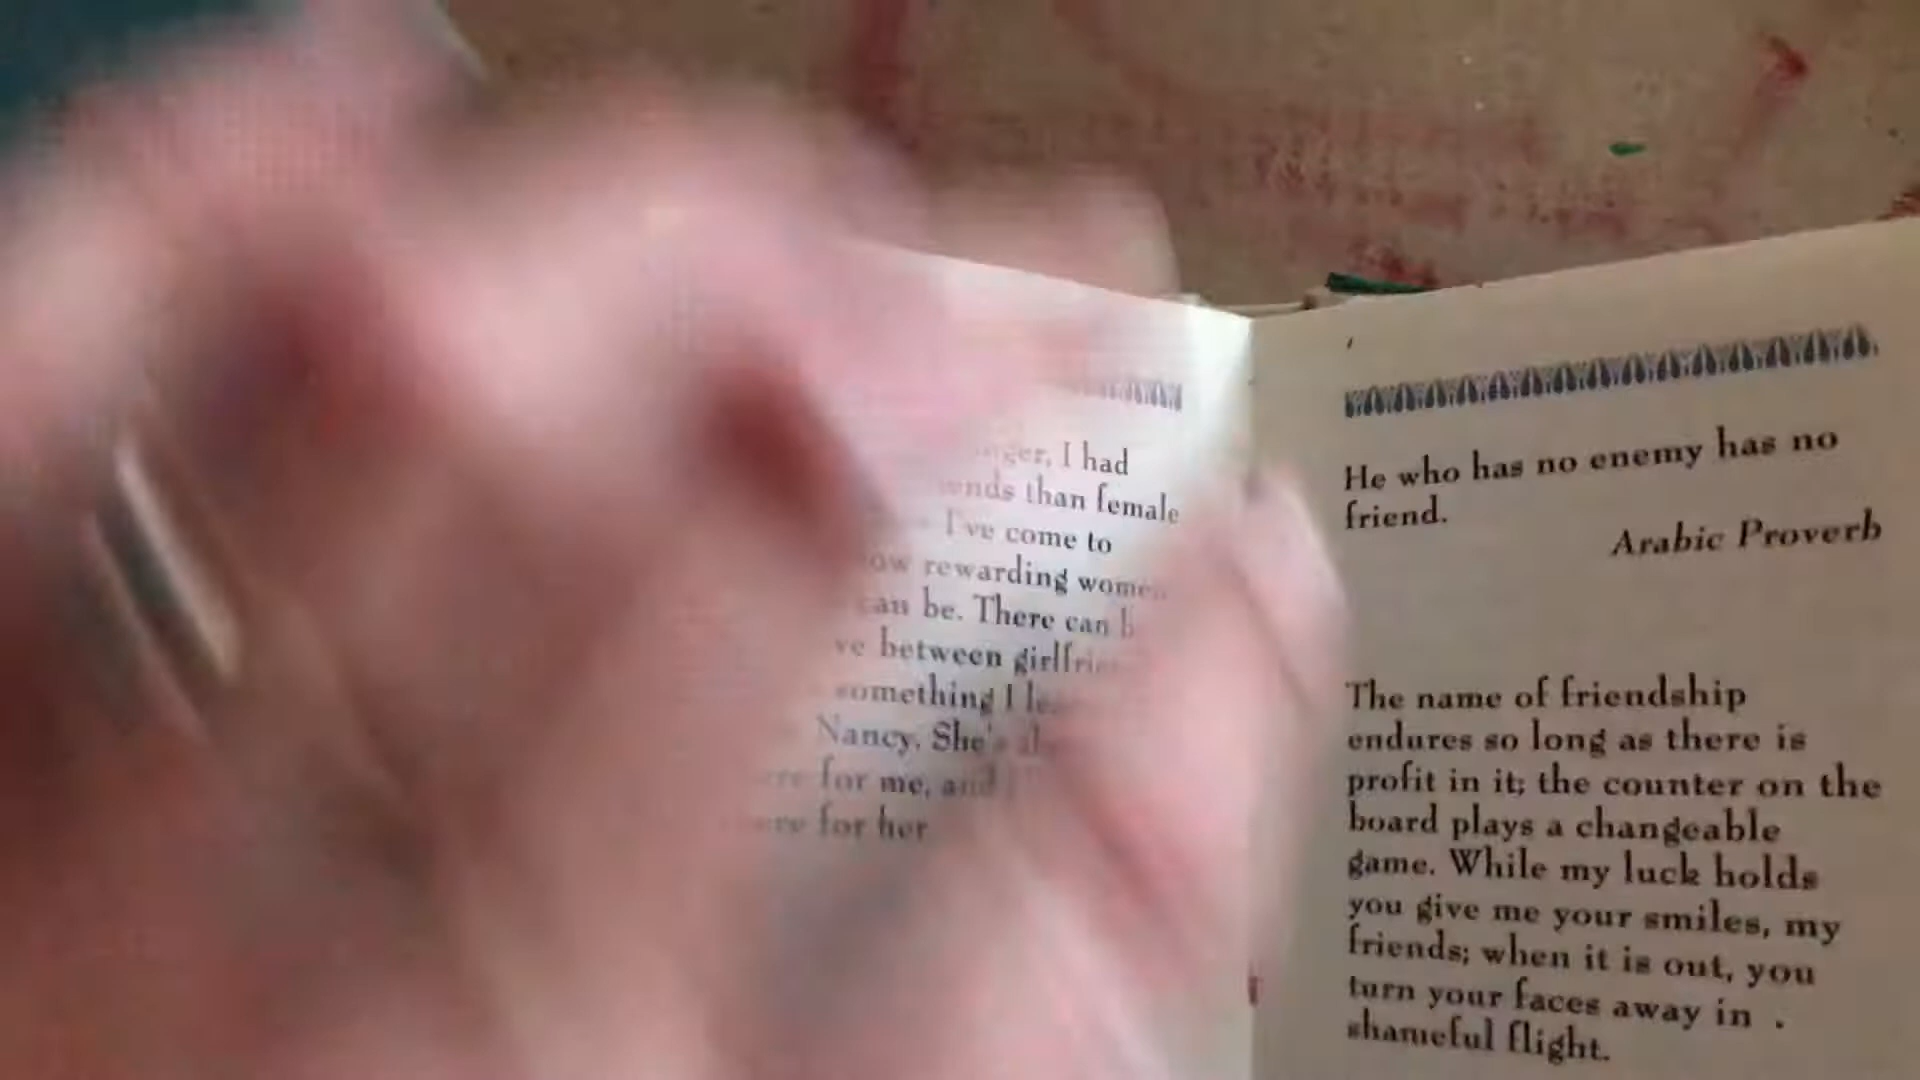 I had
than female
I've come to
rewarding
can be. There can
between
something I
Nancy. She's
for me, and
for her
He who has no enemy has no
friend.
Arabic Proverb
The name of friendship
endures so long as there is
profit in it; the counter on the
board plays a changeable
game. While my luck holds
you give me your smiles, my
friends; when it is out, you
turn your faces away in
shameful flight.